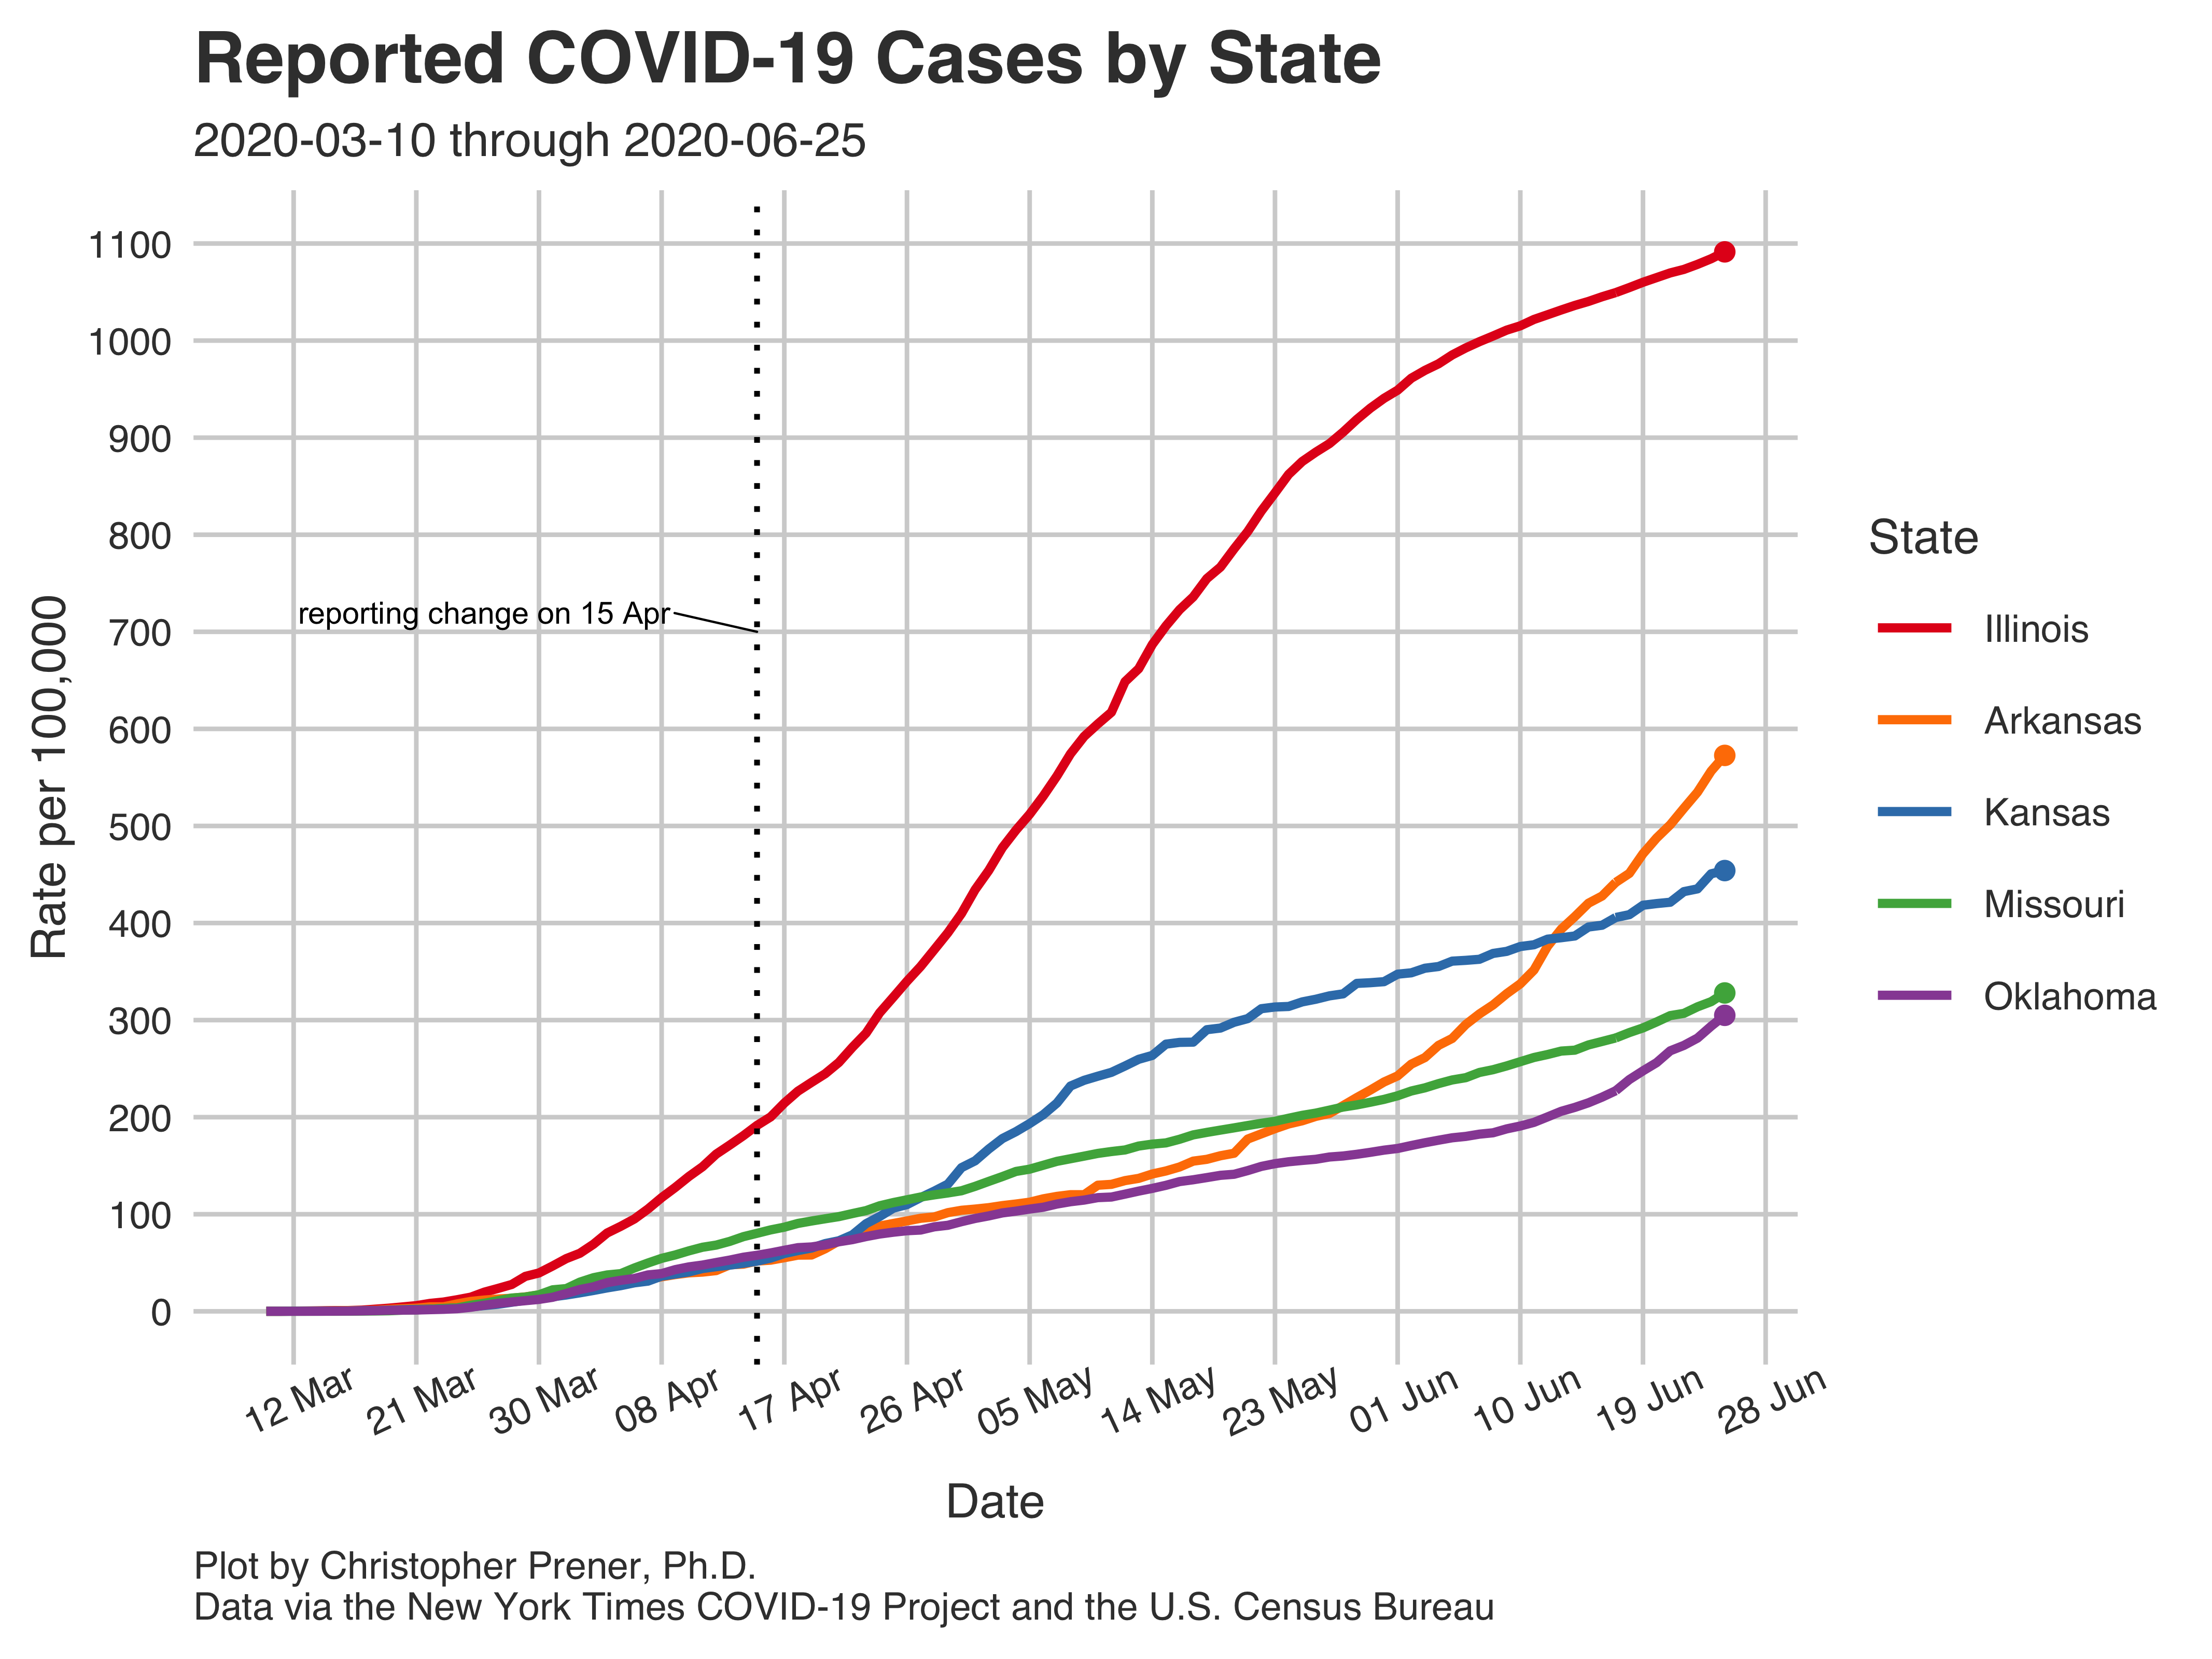 Reported COVID-19 Cases by State
2020-03-10 through 2020-06-25
Rate per 100,000
1100
1000
900
800
700
600
500
400
300
200
100
0
reporting change on 15 Apr
12 Mar
21 Mar
30 Mar
08 Apr
17 Apr
26 Apr
05 May
14 May
23 May
01 Jun
10 Jun
19 Jun
28 Jun
Date
State
Illinois
Arkansas
Kansas
Missouri
Oklahoma
Plot by Christopher Prener, Ph.D.
Data via the New York Times COVID-19 Project and the U.S. Census Bureau